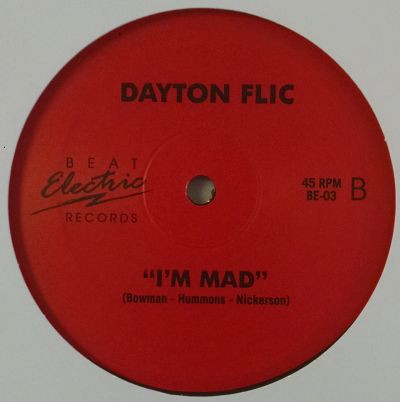 DAYTON FLIC
BEAT
Electric
RECORDS
45 RPM
BE-03
B
"I'M MAD"
(Bowman - Hummons - Nickerson)